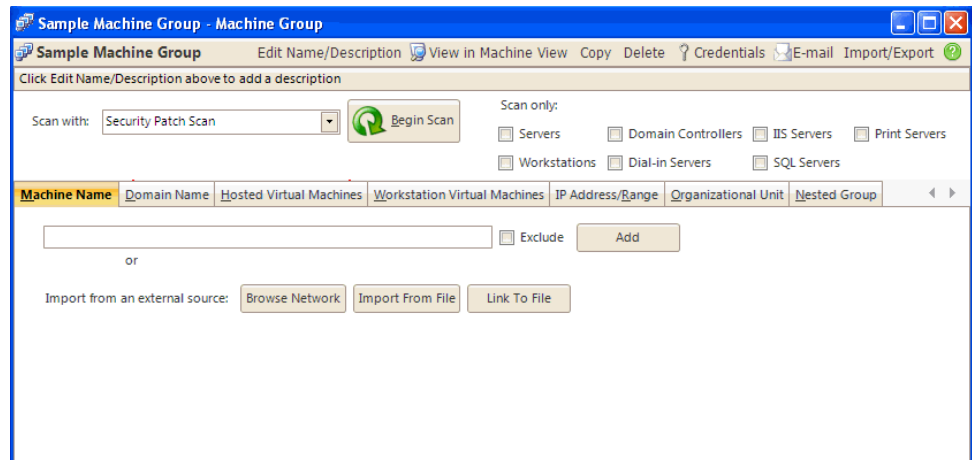 Sample Machine Group - Machine Group
Sample Machine Group Edit Name/Description View in Machine View Copy Delete Credentials E-mail Import/Export ?
Click Edit Name/Description above to add a description
Scan only:
Scan with: Security Patch Scan Begin Scan
Servers Domain Controllers IIS Servers Print Servers
Workstations Dial-in Servers SQL Servers
Machine Name Domain Name Hosted Virtual Machines Workstation Virtual Machines IP Address/Range Organizational Unit Nested Group
Exclude Add
or
Import from an external source: Browse Network Import From File Link To File